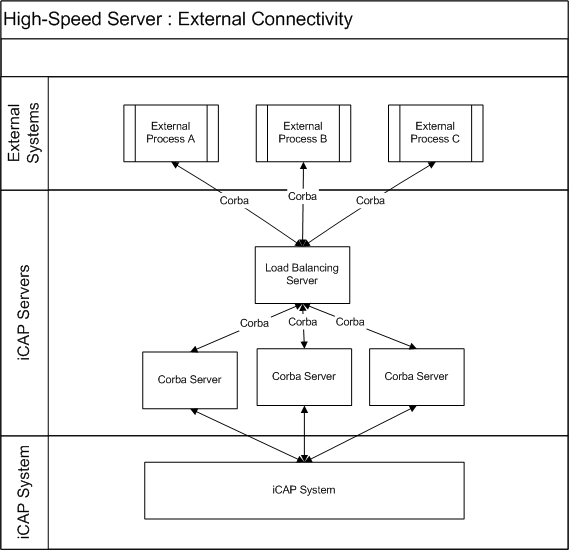 High-Speed Server : External Connectivity
External
Systems
External
Process A
External
Process B
External
Process C
Corba
Corba
Corba
iCAP Servers
Load Balancing
Server
Corba
Corba
Corba
Corba Server
Corba Server
Corba Server
iCAP System
iCAP System